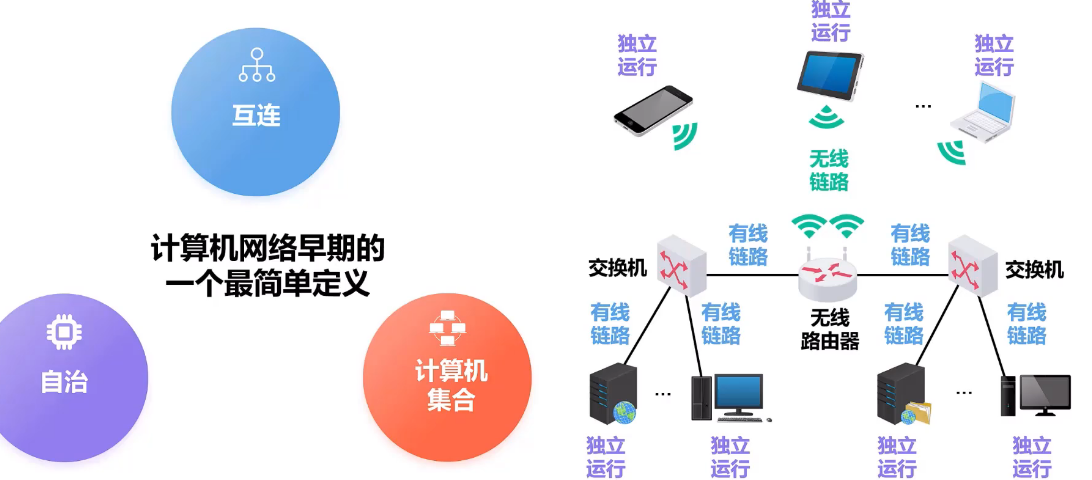 互连
计算机网络早期的
一个最简单定义
自治
计算机
集合
独立
运行
独立
运行
独立
运行
...
无线
链路
有线
链路
有线
链路
交换机
交换机
无线
路由器
有线
链路
有线
链路
有线
链路
有线
链路
...
...
独立
运行
独立
运行
独立
运行
独立
运行